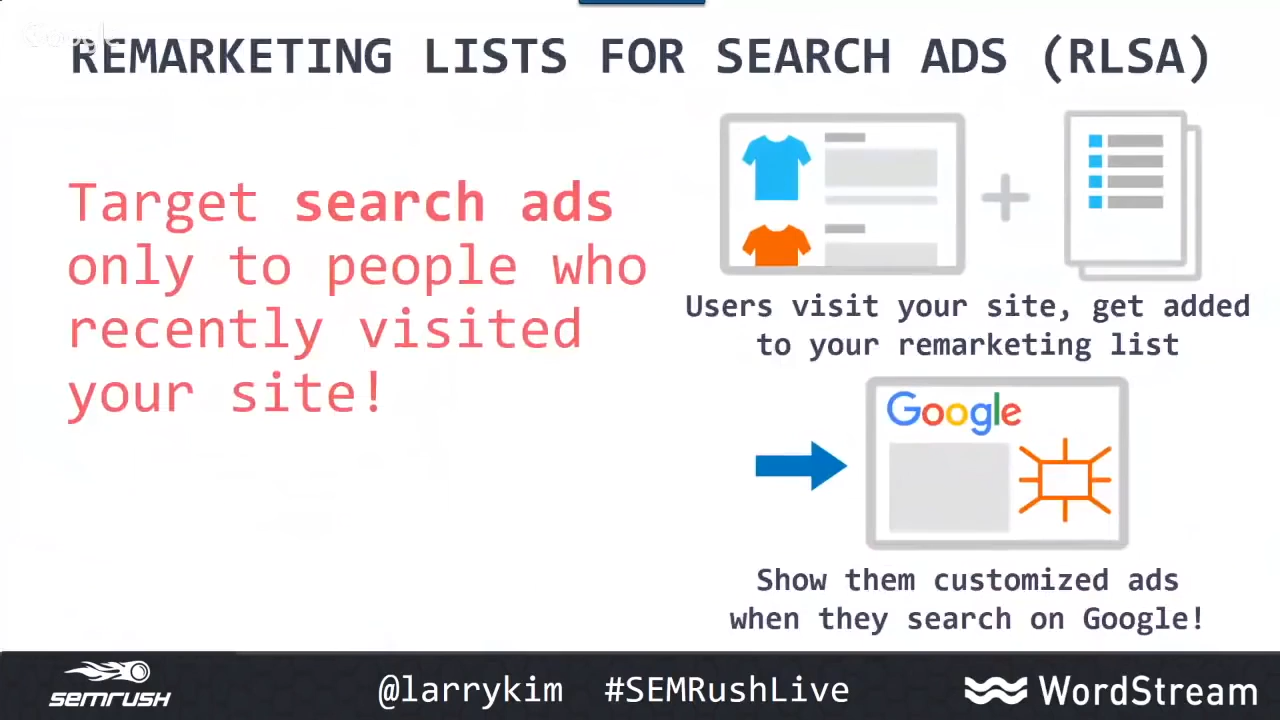 Google
REMARKETING LISTS FOR SEARCH ADS (RLSA)
Target search ads
only to people who
recently visited
your site!
Users visit your site, get added
to your remarketing list
Google
Show them customized ads
when they search on Google!
semrush
@larrykim #SEMRushLive
WordStream